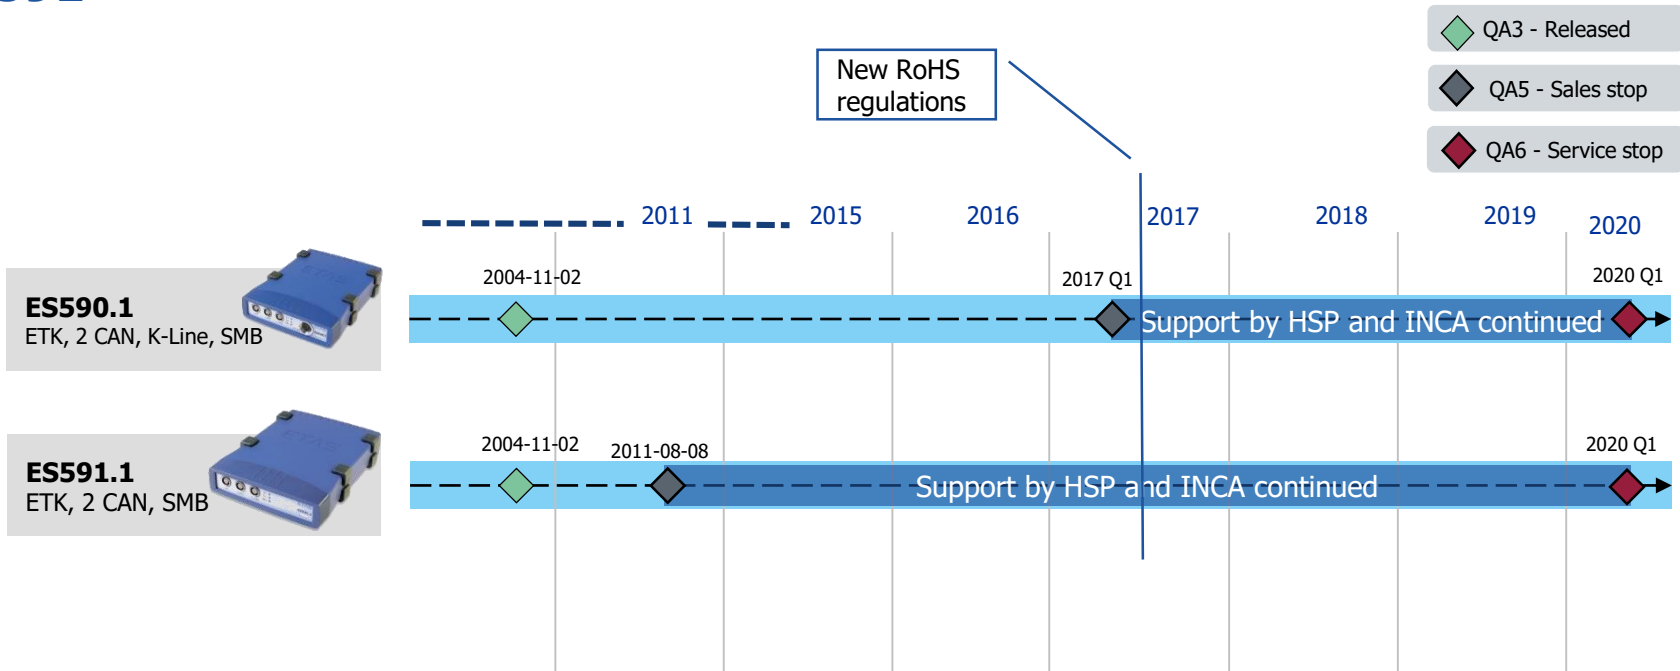 QA3 - Released
New RoHS
regulations
QA5 - Sales stop
QA6 - Service stop
2011
2015
2016
2017
2018
2019
2020
ES590.1
ETK, 2 CAN, K-Line, SMB
2004-11-02
2017 Q1
2020 Q1
Support by HSP and INCA continued
ES591.1
ETK, 2 CAN, SMB
2004-11-02
2011-08-08
2020 Q1
Support by HSP and INCA continued